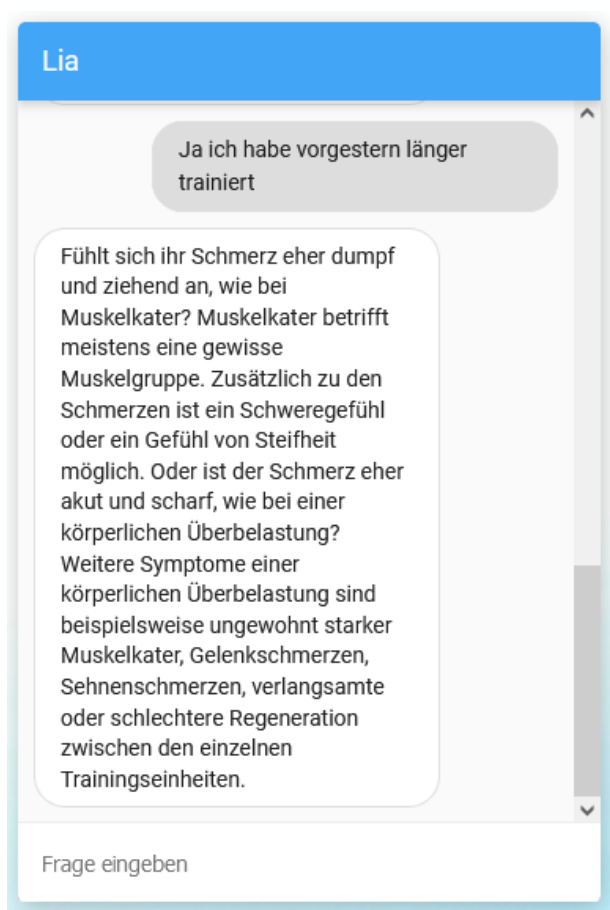 Lia
Ja ich habe vorgestern länger
trainiert
Fühlt sich ihr Schmerz eher dumpf
und ziehend an, wie bei
Muskelkater? Muskelkater betrifft
meistens eine gewisse
Muskelgruppe. Zusätzlich zu den
Schmerzen ist ein Schweregefühl
oder ein Gefühl von Steifheit
möglich. Oder ist der Schmerz eher
akut und scharf, wie bei einer
körperlichen Überbelastung?
Weitere Symptome einer
körperlichen Überbelastung sind
beispielsweise ungewohnt starker
Muskelkater, Gelenkschmerzen,
Sehnenschmerzen, verlangsamte
oder schlechtere Regeneration
zwischen den einzelnen
Trainingseinheiten.
Frage eingeben